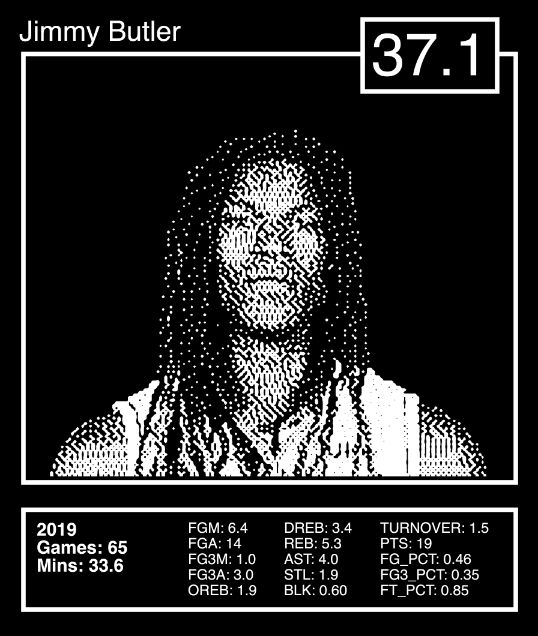 Jimmy Butler
37.1
2019
Games: 65
Mins: 33.6
FGM: 6.4
FGA: 14
FG3M: 1.0
FG3A: 3.0
OREB: 1.9
DREB: 3.4
REB: 5.3
AST: 4.0
STL: 1.9
BLK: 0.60
TURNOVER: 1.5
PTS: 19
FG_PCT: 0.46
FG3_PCT: 0.35
FT_PCT: 0.85